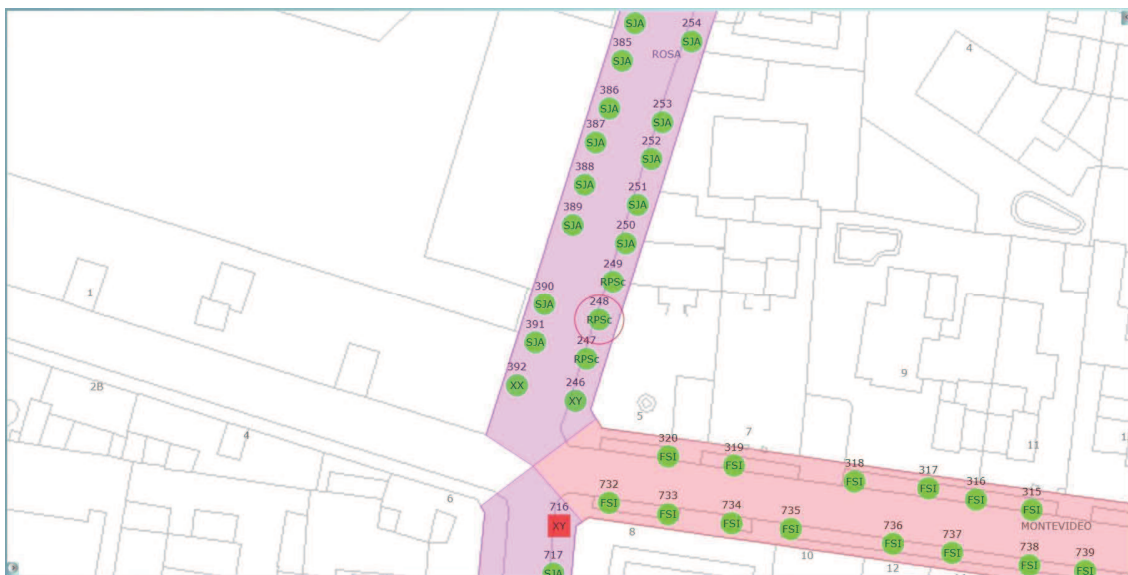 SJA
254
SJA
385
SJA
ROSA
4
386
SJA
253
SJA
387
SJA
252
SJA
388
SJA
251
SJA
389
SJA
250
SJA
249
RPSc
1
390
SJA
248
RPSc
391
SJA
247
RPSc
392
XX
246
XY
9
2B
5
7
4
320
FSI
319
FSI
318
FSI
317
FSI
316
FSI
315
FSI
11
6
716
XY
732
FSI
733
FSI
734
FSI
735
FSI
MONTEVIDEO
8
10
736
FSI
737
FSI
12
738
FSI
739
FSI
717
SJA